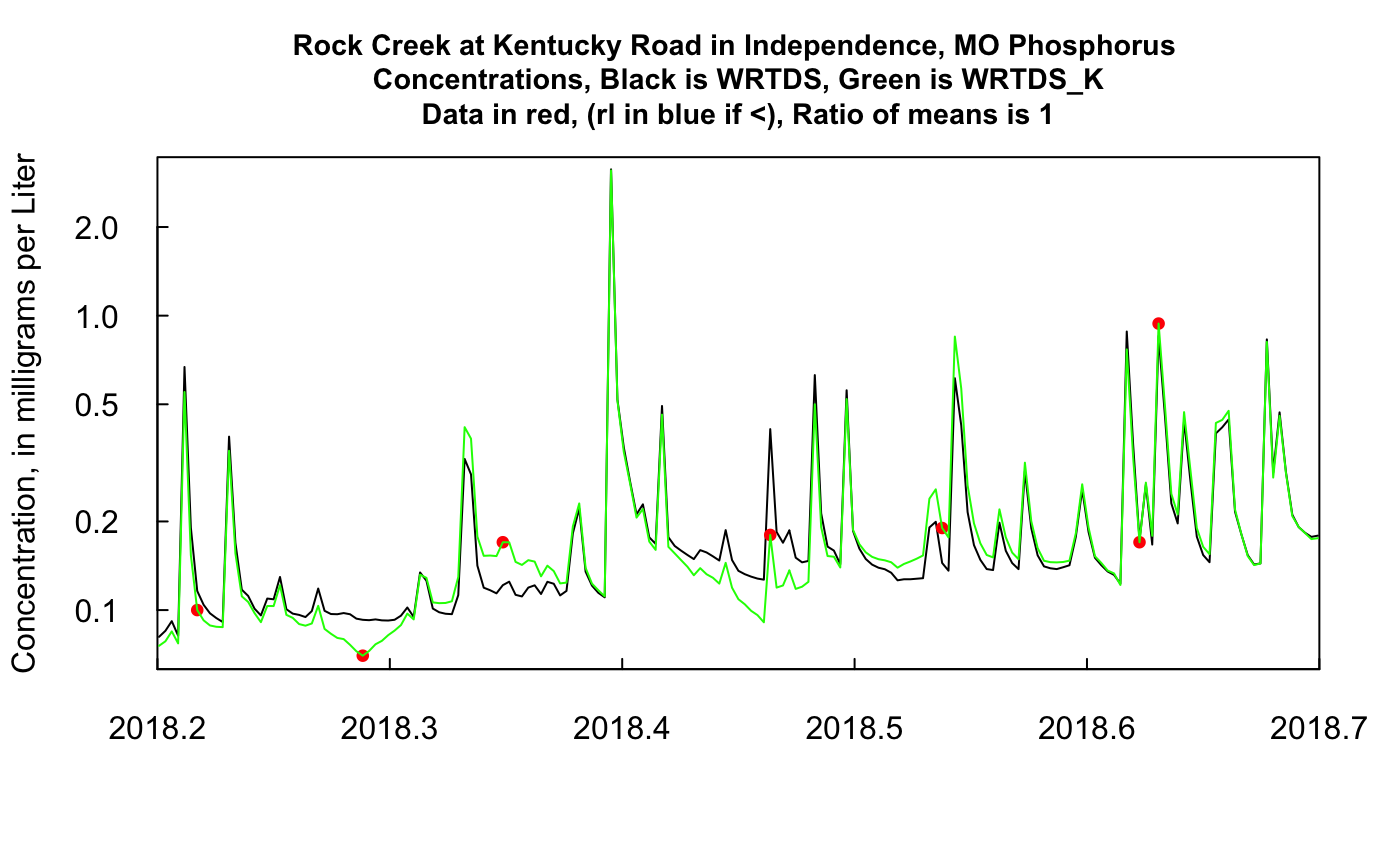 Rock Creek at Kentucky Road in Independence, MO Phosphorus
Concentrations, Black is WRTDS, Green is WRTDS_K
Data in red, (rl in blue if <), Ratio of means is 1
Concentration, in milligrams per Liter
2.0
1.0
0.5
0.2
0.1
2018.2 2018.3 2018.4 2018.5 2018.6 2018.7